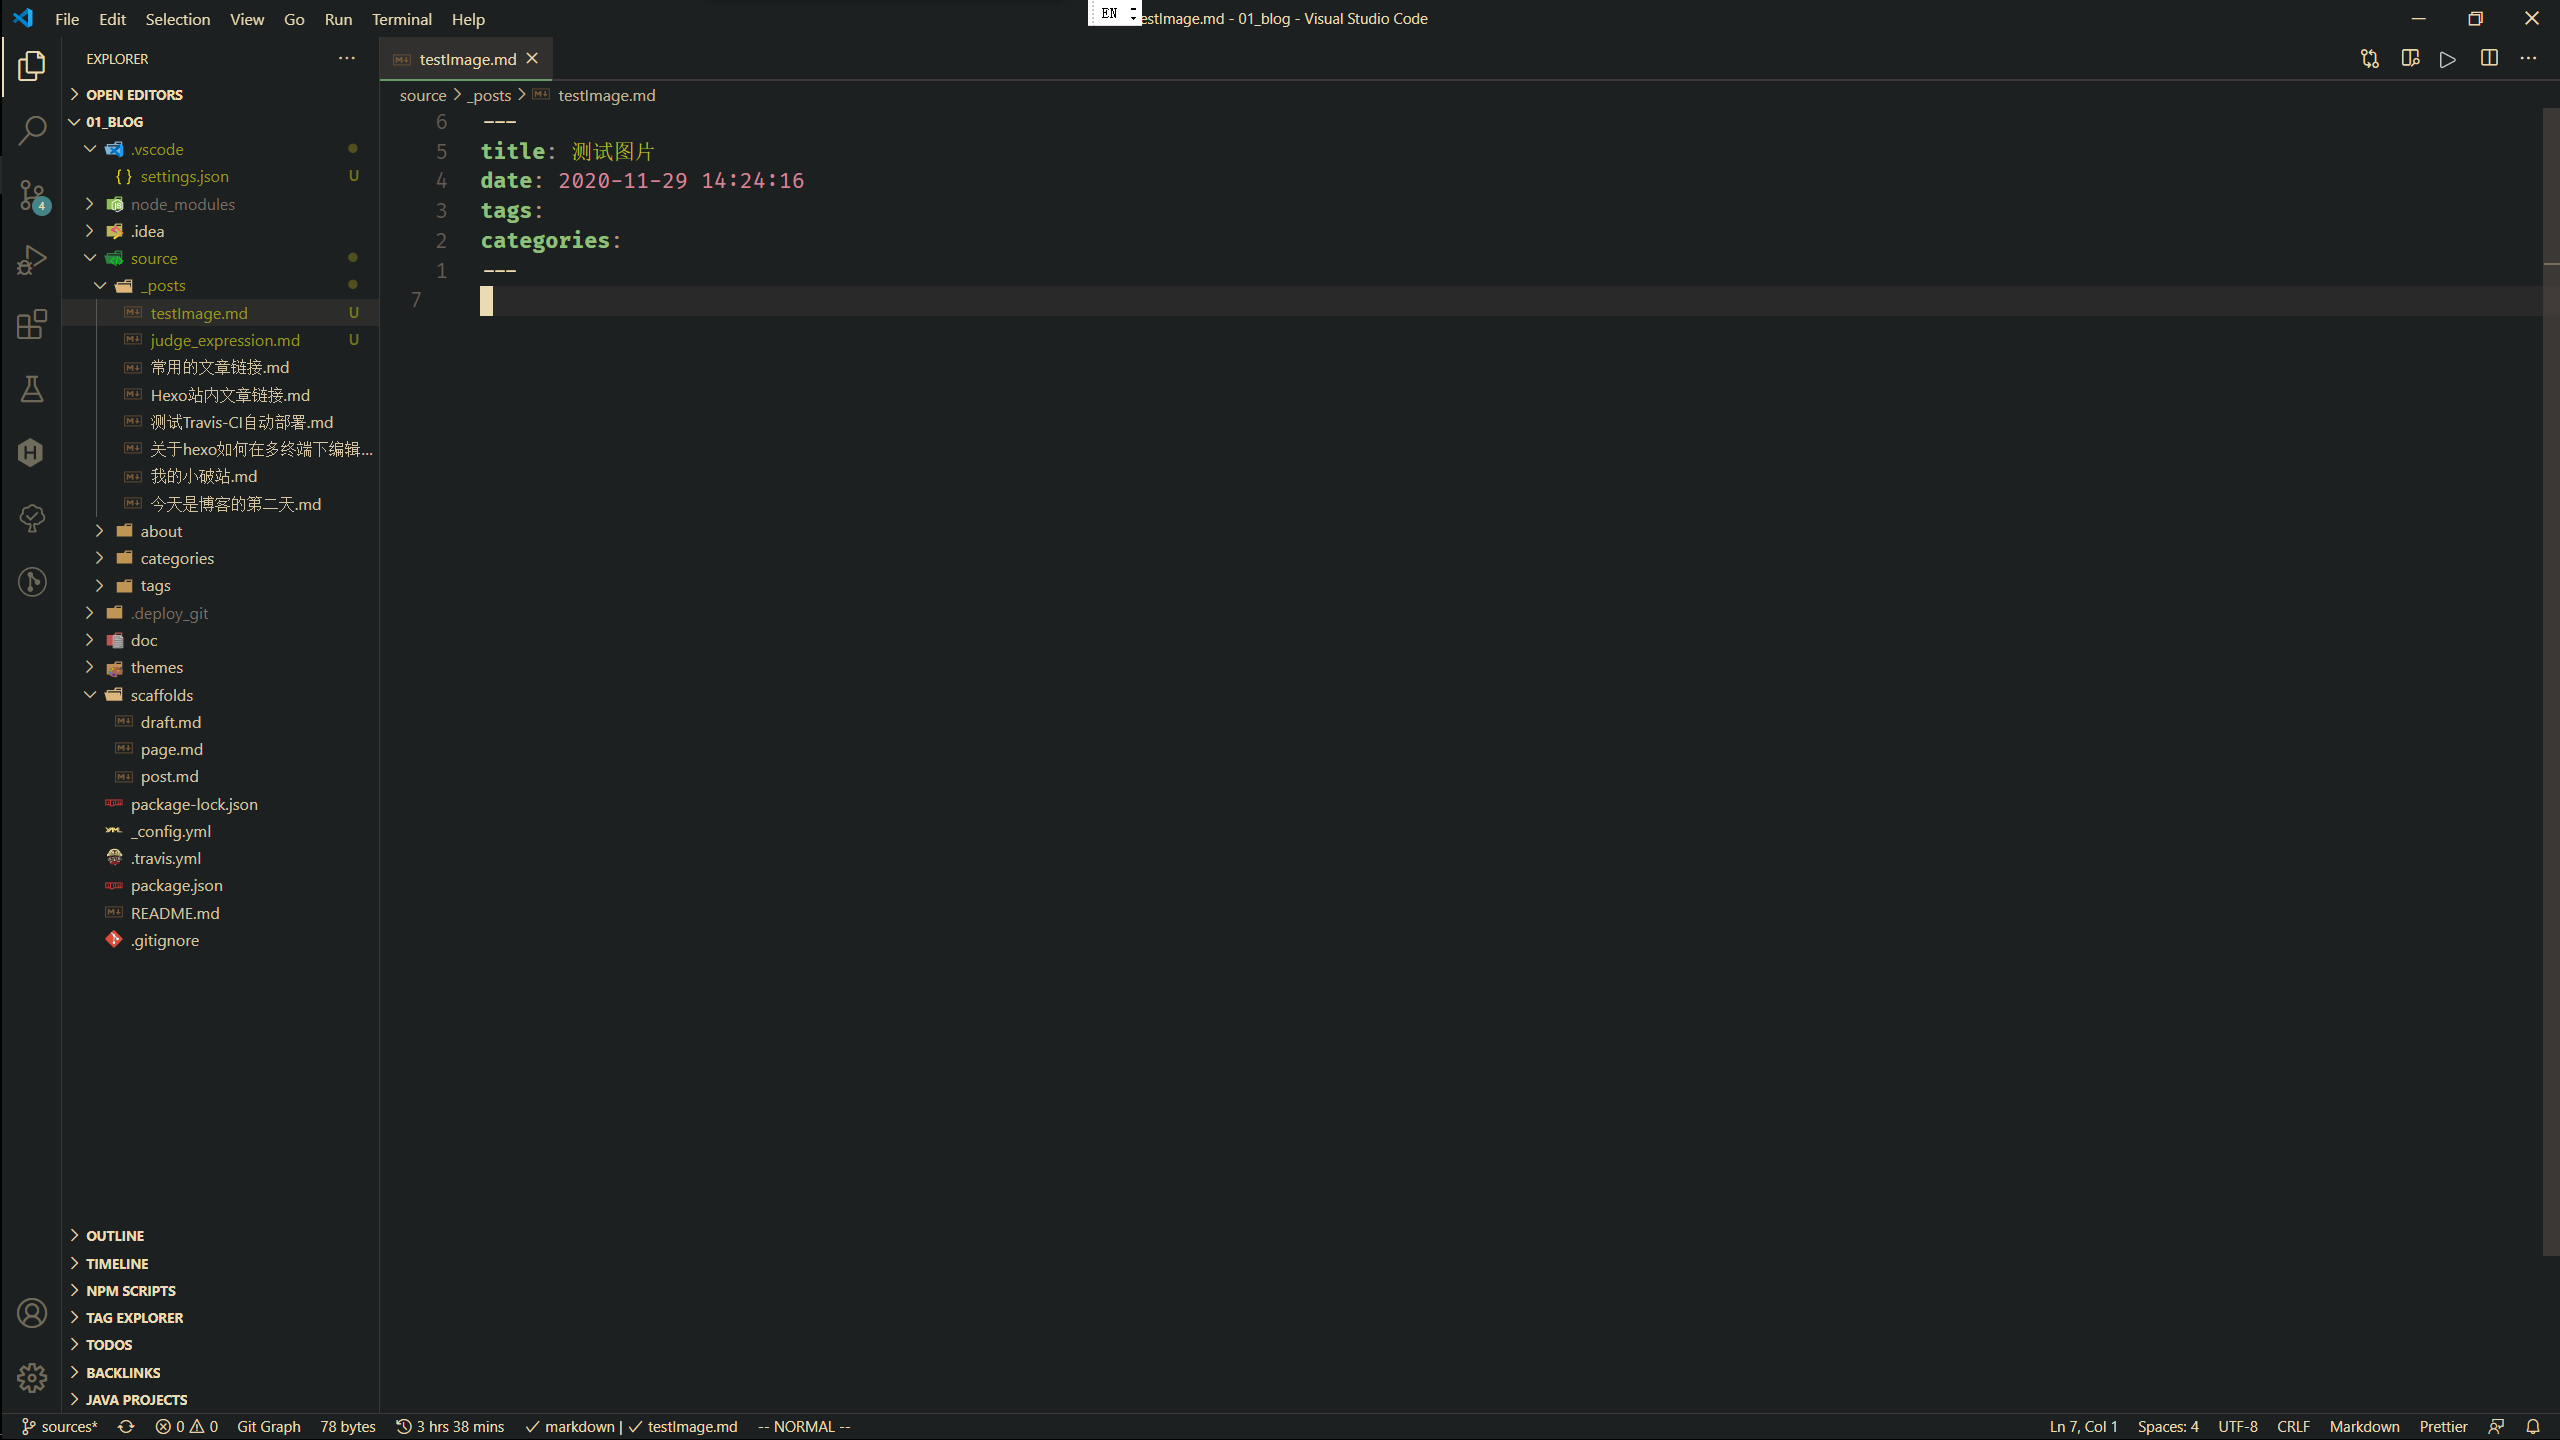 File Edit Selection View Go Run Terminal Help
EN
estImage.md - 01_blog - Visual Studio Code
EXPLORER
OPEN EDITORS
01_BLOG
.vscode
settings.json U
node_modules
.idea
source
_posts
testImage.md U
judge_expression.md U
常用的文章链接.md
Hexo站内文章链接.md
测试Travis-CI自动部署.md
关于hexo如何在多终端下编辑...
我的小破站.md
今天是博客的第二天.md
about
categories
tags
.deploy_git
doc
themes
scaffolds
draft.md
page.md
post.md
package-lock.json
_config.yml
.travis.yml
package.json
README.md
.gitignore
OUTLINE
TIMELINE
NPM SCRIPTS
TAG EXPLORER
TODOS
BACKLINKS
JAVA PROJECTS
4
testImage.md
source > _posts > testImage.md
6 ---
5 title: 测试图片
4 date: 2020-11-29 14:24:16
3 tags:
2 categories:
1 ---
7
sources* 0 0 Git Graph 78 bytes 3 hrs 38 mins markdown | testImage.md -- NORMAL -- Ln 7, Col 1 Spaces: 4 UTF-8 CRLF Markdown Prettier